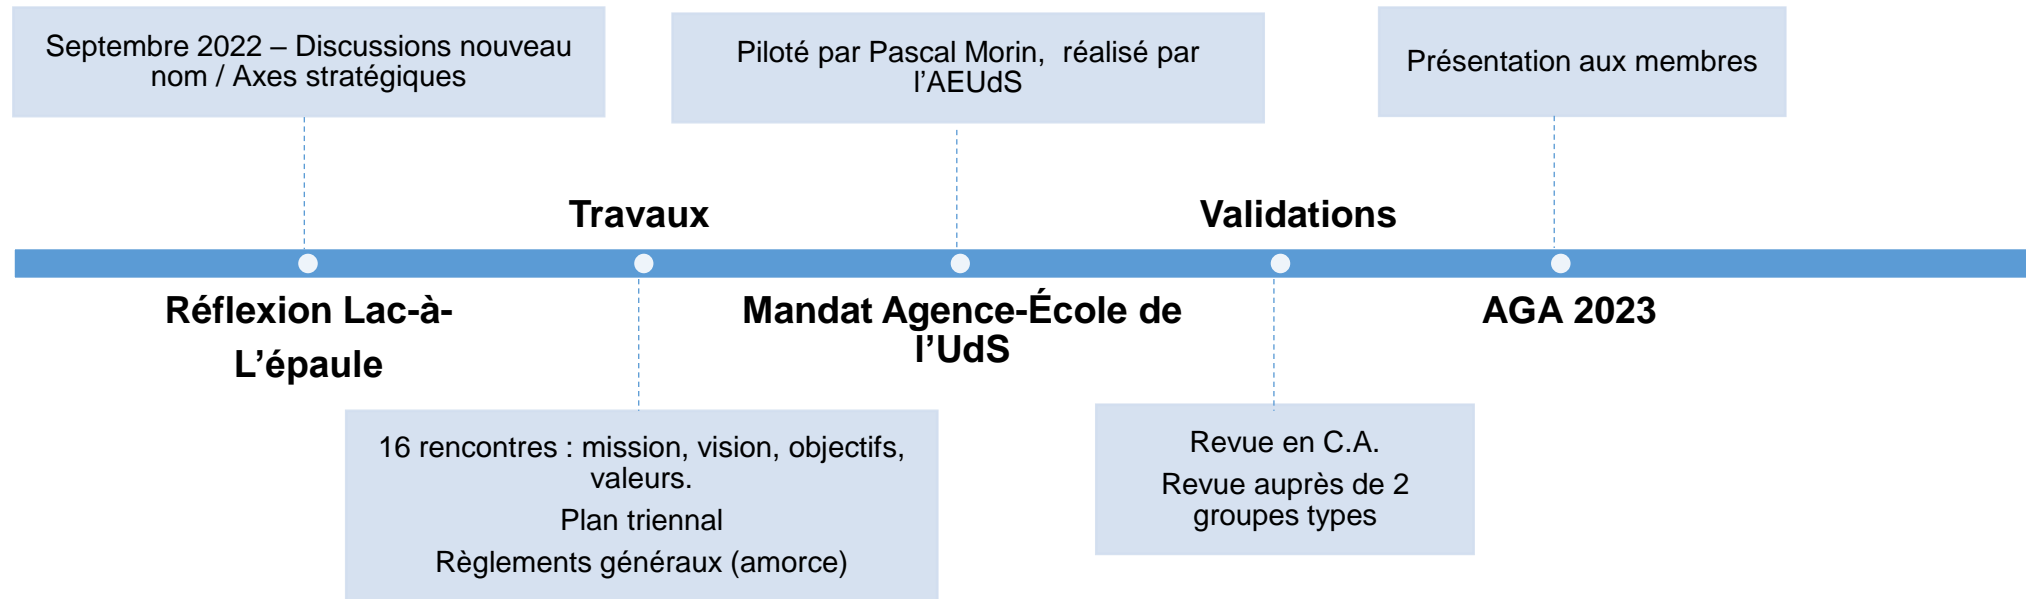 Septembre 2022 – Discussions nouveau
nom / Axes stratégiques
Piloté par Pascal Morin, réalisé par
l'AEUdS
Présentation aux membres
Travaux
Validations
Réflexion Lac-à-
L'épaule
Mandat Agence-École de
l'UdS
AGA 2023
16 rencontres : mission, vision, objectifs,
valeurs.
Plan triennal
Règlements généraux (amorce)
Revue en C.A.
Revue auprès de 2
groupes types